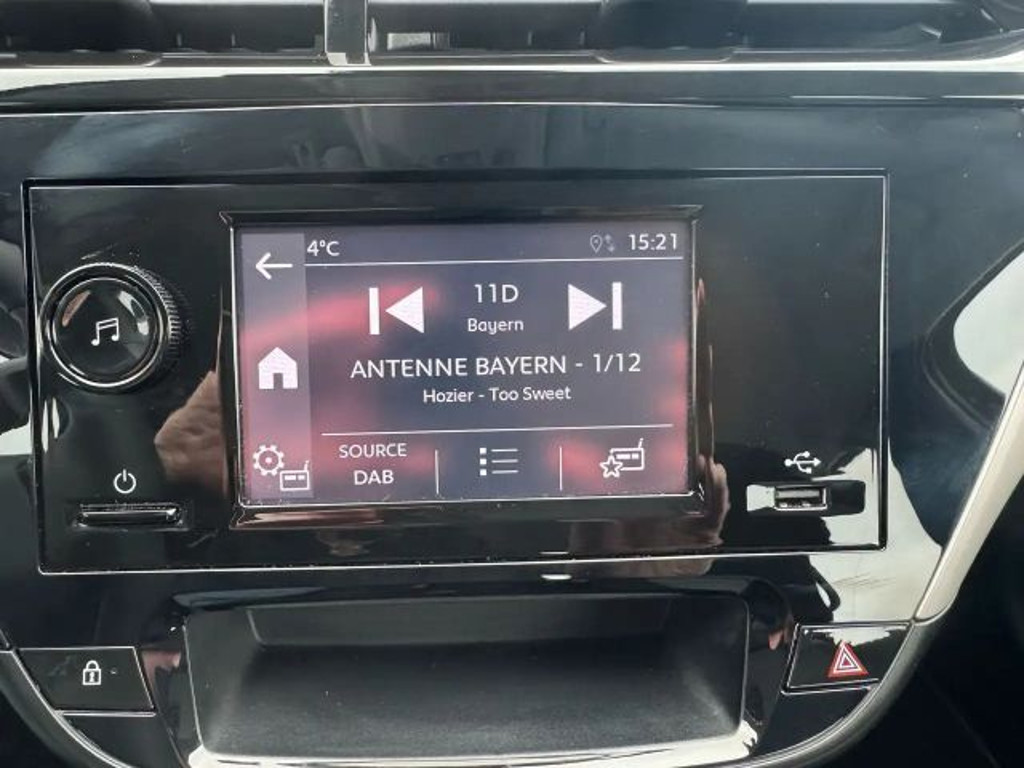 4°C
15:21
11D
Bayern
ANTENNE BAYERN - 1/12
Hozier - Too Sweet
SOURCE
DAB